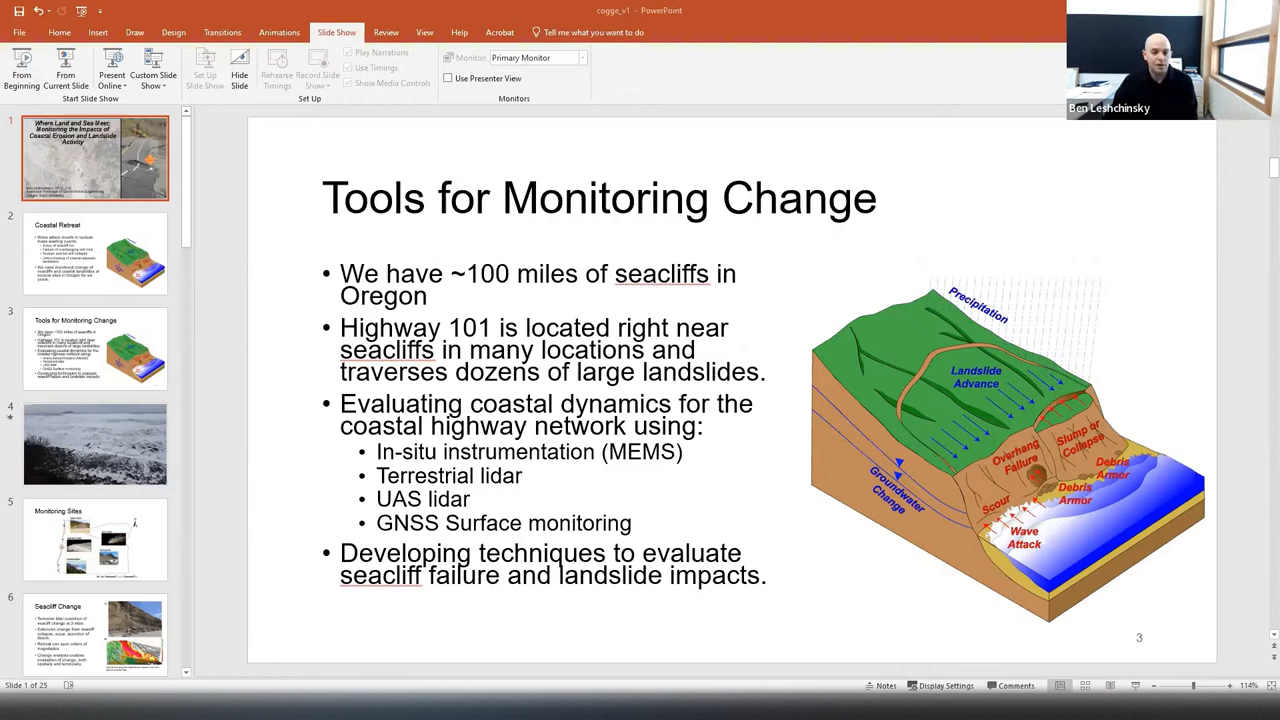 cogge_v1 - PowerPoint
File Home Insert Draw Design Transitions Animations Slide Show Review View Help Acrobat Tell me what you want to do
From Beginning
From Current Slide
Present Online
Custom Slide Show
Set Up Slide Show
Hide Slide
Rehearse Timings
Record Slide Show
Play Narrations
Use Timings
Show Media Controls
Monitor: Primary Monitor
Use Presenter View
Start Slide Show
Set Up
Monitors
Ben Leshchinsky
1
Where Land and Sea Meet:
Monitoring the Impacts of
Coastal Erosion and Landslide
Activity
2
Coastal Retreat
3
Tools for Monitoring Change
4
5
Monitoring Sites
6
Seacliff Change
Tools for Monitoring Change
• We have ~100 miles of seacliffs in
Oregon
• Highway 101 is located right near
seacliffs in many locations and
traverses dozens of large landslides.
• Evaluating coastal dynamics for the
coastal highway network using:
• In-situ instrumentation (MEMS)
• Terrestrial lidar
• UAS lidar
• GNSS Surface monitoring
• Developing techniques to evaluate
seacliff failure and landslide impacts.
Precipitation
Landslide
Advance
Slump or
Collapse
Overhang
Failure
Debris
Armor
Debris
Armor
Groundwater
Change
Scour
Wave
Attack
3
Slide 1 of 25
Notes
Display Settings
Comments
114%